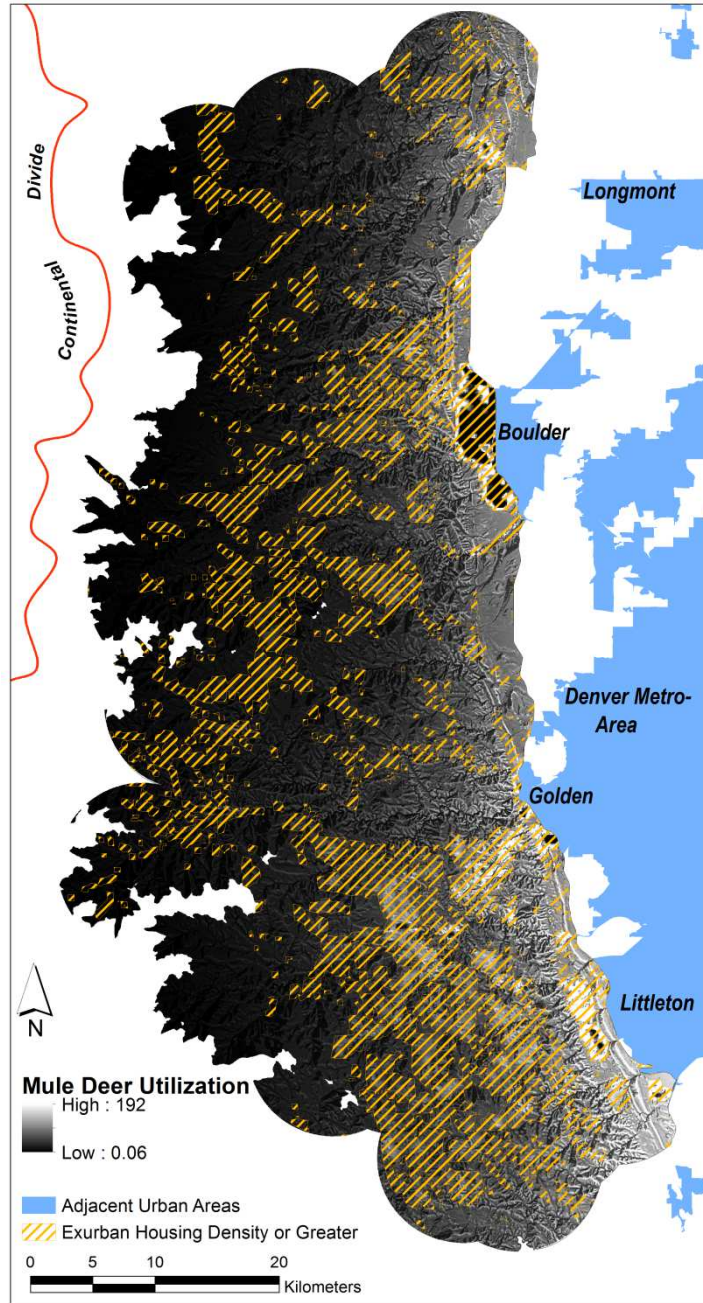 Divide
Continental
Longmont
Boulder
Denver Metro-
Area
Golden
Littleton
N
Mule Deer Utilization
High : 192
Low : 0.06
Adjacent Urban Areas
Exurban Housing Density or Greater
0 5 10 20
Kilometers